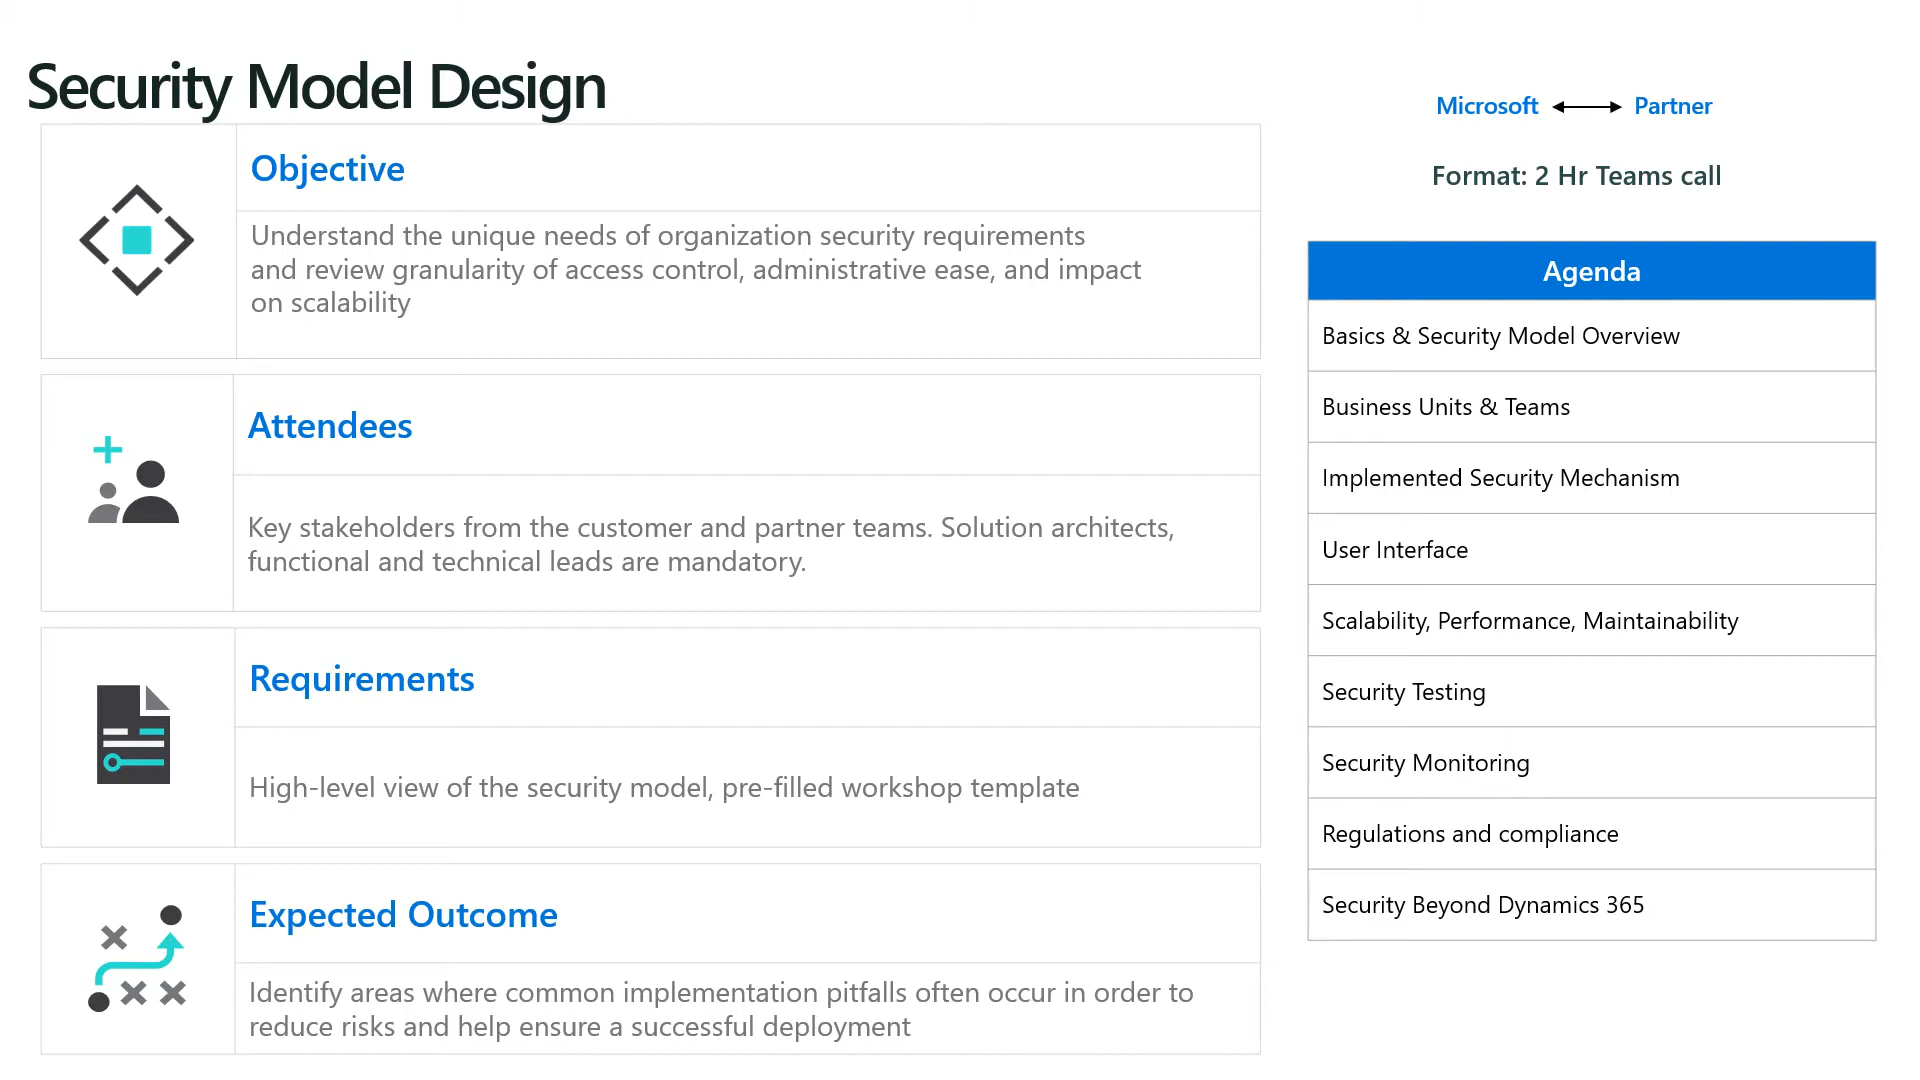 Security Model Design
Objective
Understand the unique needs of organization security requirements
and review granularity of access control, administrative ease, and impact
on scalability
Attendees
Key stakeholders from the customer and partner teams. Solution architects,
functional and technical leads are mandatory.
Requirements
High-level view of the security model, pre-filled workshop template
Expected Outcome
Identify areas where common implementation pitfalls often occur in order to
reduce risks and help ensure a successful deployment
Microsoft Partner
Format: 2 Hr Teams call
Agenda
Basics & Security Model Overview
Business Units & Teams
Implemented Security Mechanism
User Interface
Scalability, Performance, Maintainability
Security Testing
Security Monitoring
Regulations and compliance
Security Beyond Dynamics 365